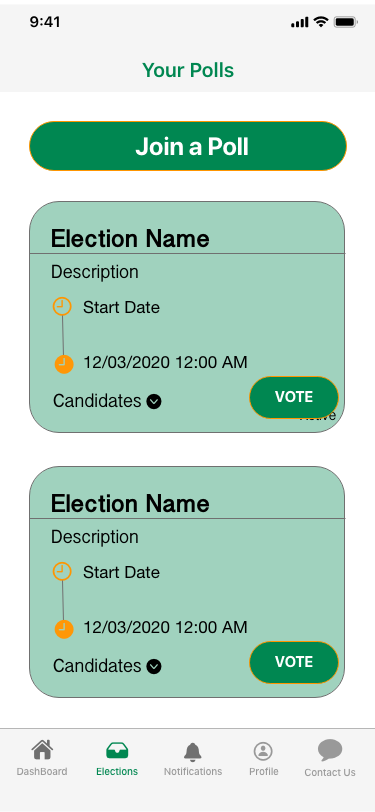 9:41
Your Polls
Join a Poll
Election Name
Description
Start Date
12/03/2020 12:00 AM
Candidates
VOTE
Election Name
Description
Start Date
12/03/2020 12:00 AM
Candidates
VOTE
DashBoard
Elections
Notifications
Profile
Contact Us